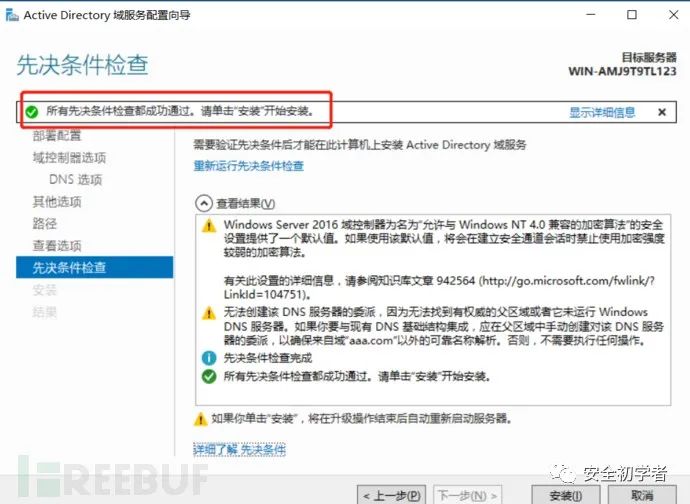 Active Directory 域服务配置向导
先决条件检查
目标服务器
WIN-AMJ9T9TL123
所有先决条件检查都成功通过。请单击“安装”开始安装。
显示详细信息
部署配置
域控制器选项
DNS 选项
其他选项
路径
查看选项
先决条件检查
安装
结果
需要验证先决条件后才能在此计算机上安装 Active Directory 域服务
重新运行先决条件检查
查看结果(V)
Windows Server 2016 域控制器为名为“允许与 Windows NT 4.0 兼容的加密算法”的安全
设置提供了一个默认值。如果使用该默认值，将会在建立安全通道会话时禁止使用加密强度
较弱的加密算法。
有关此设置的详细信息，请参阅知识库文章 942564 (http://go.microsoft.com/fwlink/?
LinkId=104751)。
无法创建该 DNS 服务器的委派，因为无法找到有权威的父区域或者它未运行 Windows
DNS 服务器。如果你要与现有 DNS 基础结构集成，应在父区域中手动创建对该 DNS 服务
器的委派，以确保来自域“aaa.com”以外的可靠名称解析。否则，不需要执行任何操作。
先决条件检查完成
所有先决条件检查都成功通过。请单击“安装”开始安装。
如果你单击“安装”，将在升级操作结束后自动重新启动服务器。
详细了解 先决条件
REEBUF
安全初学者
< 上一步(P)
下一步(N) >
安装(I)
取消